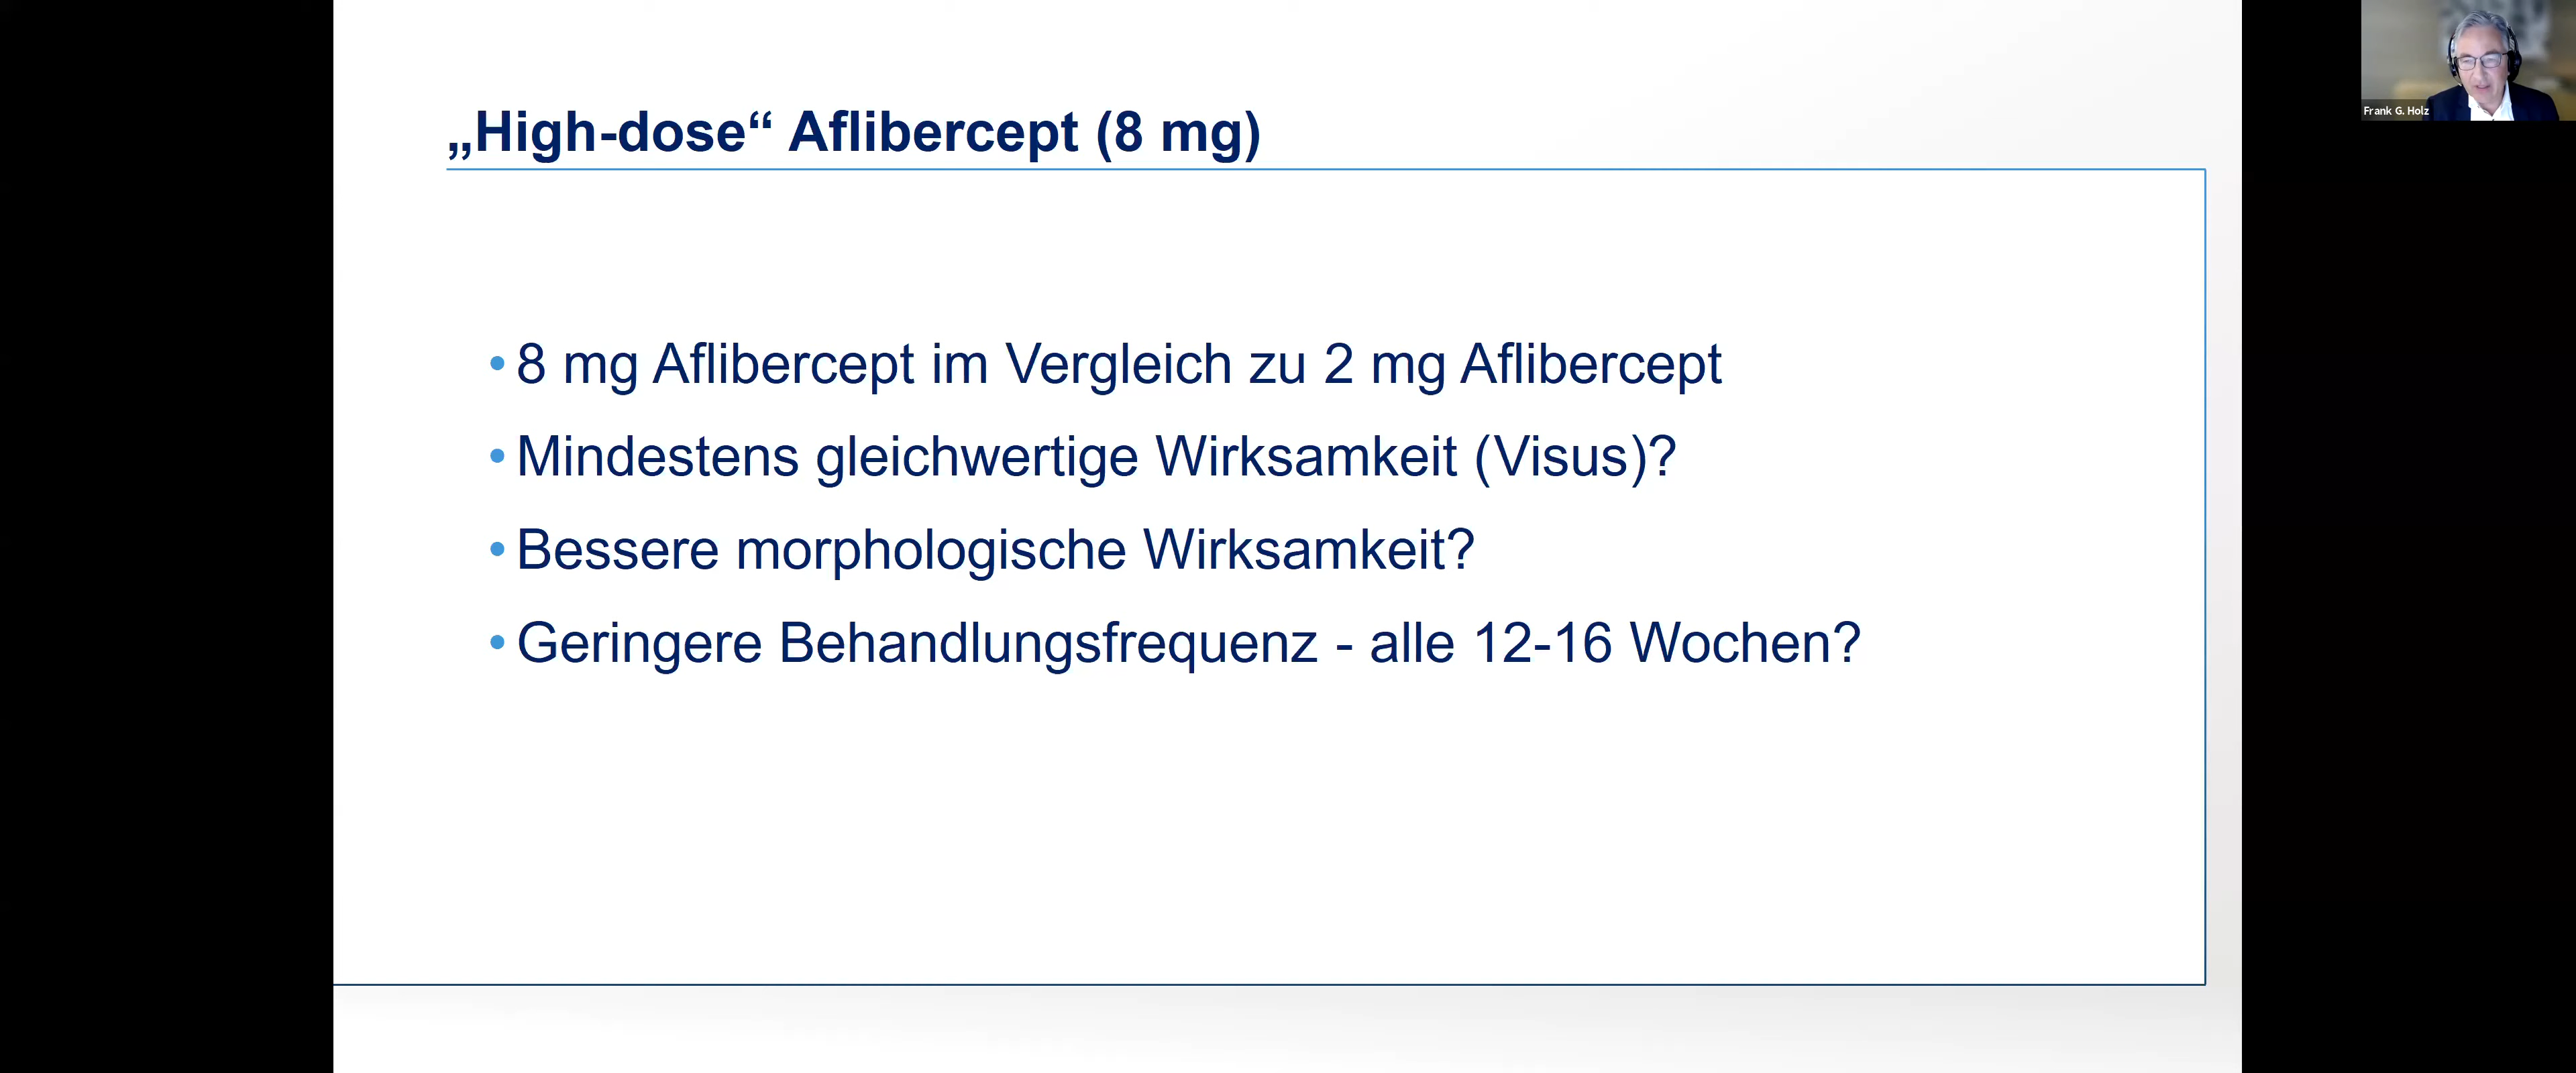 „High-dose“ Aflibercept (8 mg)
• 8 mg Aflibercept im Vergleich zu 2 mg Aflibercept
• Mindestens gleichwertige Wirksamkeit (Visus)?
• Bessere morphologische Wirksamkeit?
• Geringere Behandlungsfrequenz - alle 12-16 Wochen?
Frank G. Holz